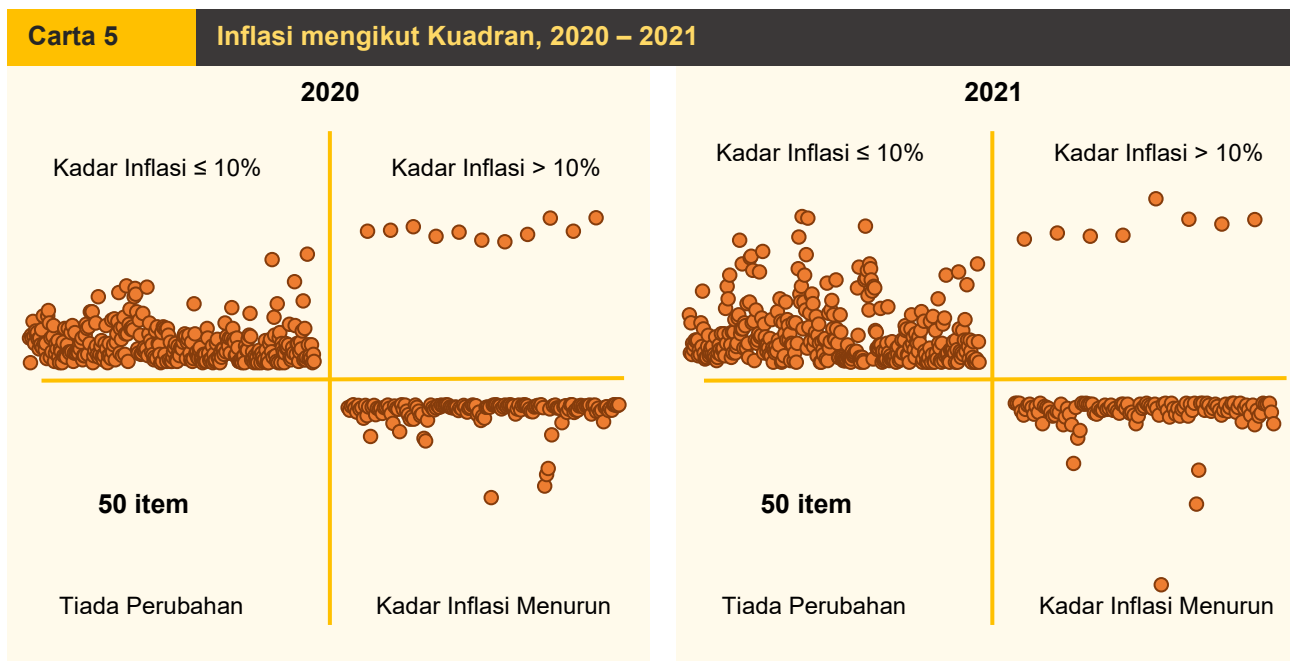 Carta 5
Inflasi mengikut Kuadran, 2020 – 2021
2020
Kadar Inflasi ≤ 10%
Kadar Inflasi > 10%
50 item
Tiada Perubahan
Kadar Inflasi Menurun
2021
Kadar Inflasi ≤ 10%
Kadar Inflasi > 10%
50 item
Tiada Perubahan
Kadar Inflasi Menurun